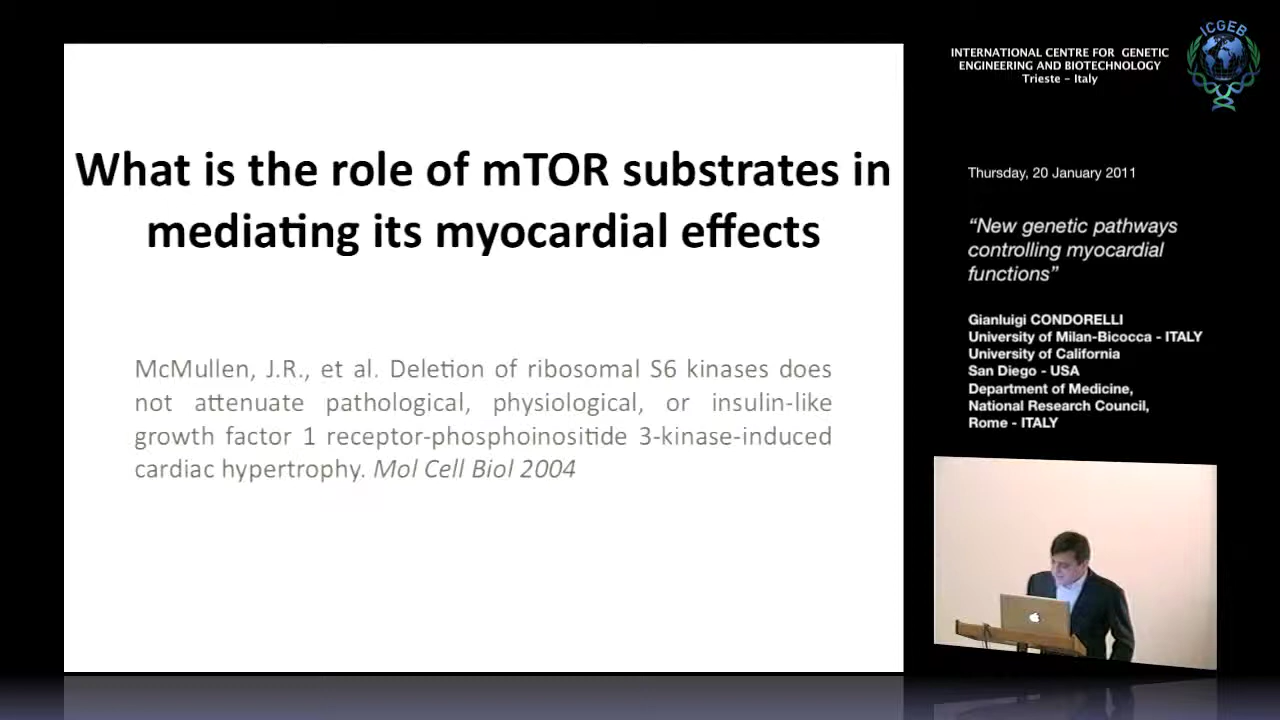 What is the role of mTOR substrates in
mediating its myocardial effects
McMullen, J.R., et al. Deletion of ribosomal S6 kinases does
not attenuate pathological, physiological, or insulin-like
growth factor 1 receptor-phosphoinositide 3-kinase-induced
cardiac hypertrophy. Mol Cell Biol 2004
INTERNATIONAL CENTRE FOR GENETIC
ENGINEERING AND BIOTECHNOLOGY
Trieste - Italy
ICGEB
Thursday, 20 January 2011
“New genetic pathways
controlling myocardial
functions”
Gianluigi CONDORELLI
University of Milan-Bicocca - ITALY
University of California
San Diego - USA
Department of Medicine,
National Research Council,
Rome - ITALY